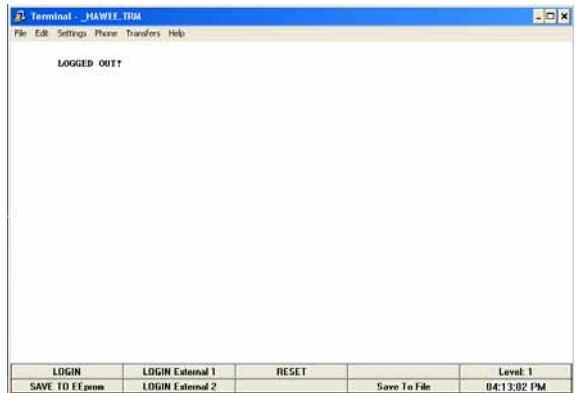 Terminal - _HAWEE.TRM
File Edit Settings Phone Transfers Help
LOGGED OUT!
LOGIN LOGIN External 1 RESET Level: 1
SAVE TO EEprom LOGIN External 2 Save To File 04:13:02 PM